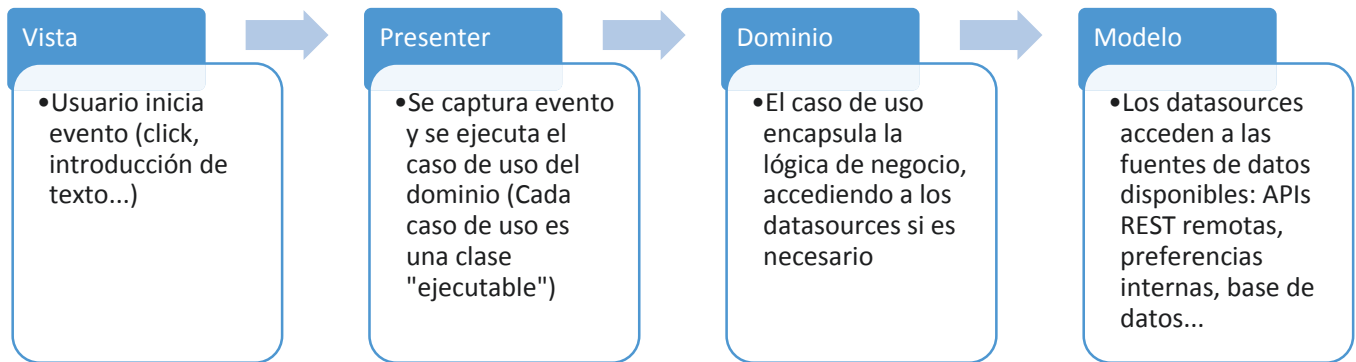 Vista
•Usuario inicia
evento (click,
introducción de
texto...)
Presenter
•Se captura evento
y se ejecuta el
caso de uso del
dominio (Cada
caso de uso es
una clase
"ejecutable")
Dominio
•El caso de uso
encapsula la
lógica de negocio,
accediendo a los
datasources si es
necesario
Modelo
•Los datasources
acceden a las
fuentes de datos
disponibles: APIs
REST remotas,
preferencias
internas, base de
datos...